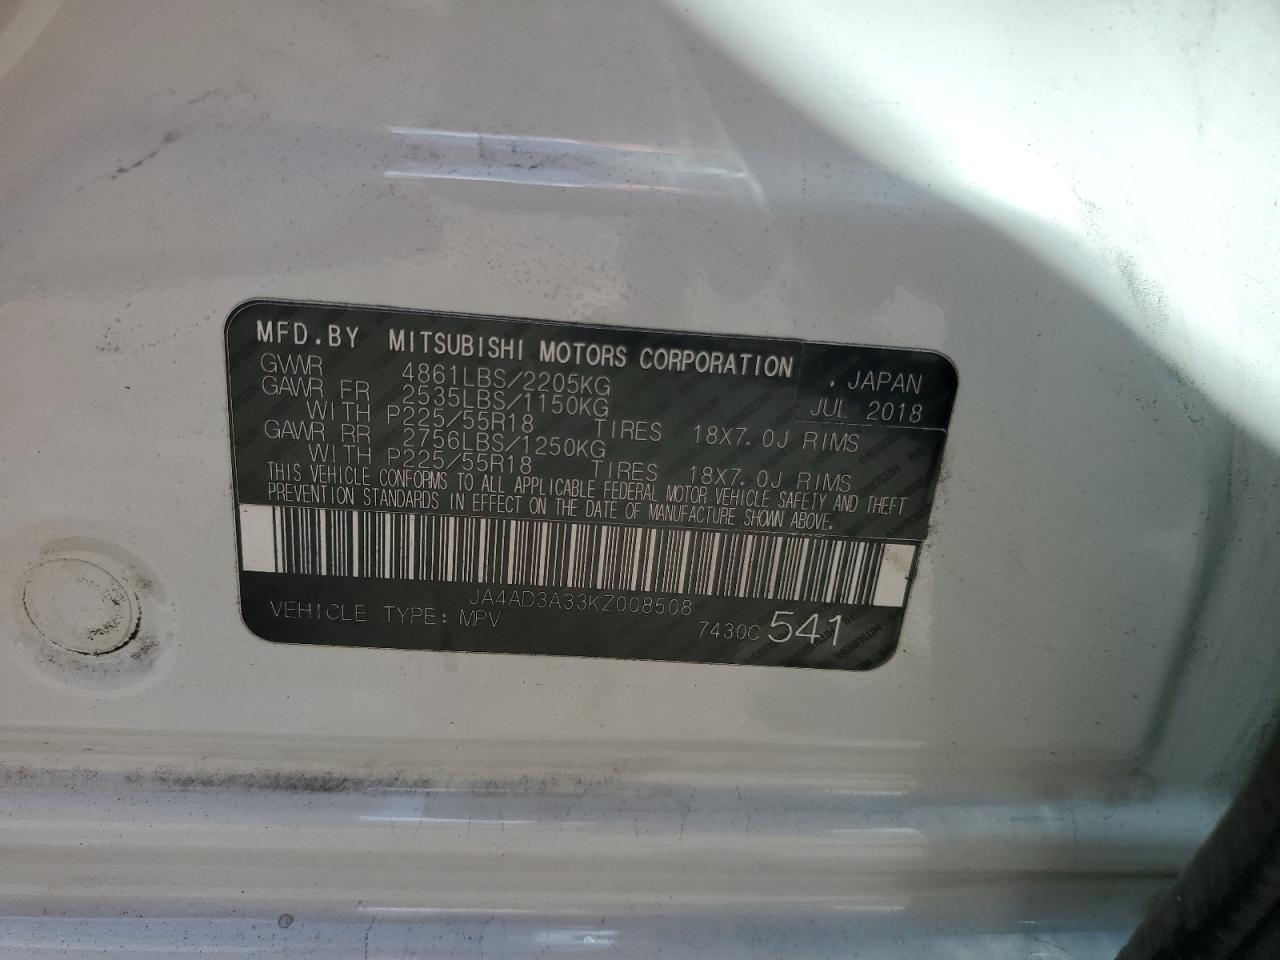 MFD.BY MITSUBISHI MOTORS CORPORATION
GVWR 4861LBS/2205KG
. JAPAN
GAWR FR 2535LBS/1150KG
JUL 2018
WITH P225/55R18 TIRES 18X7.0J RIMS
GAWR RR 2756LBS/1250KG
WITH P225/55R18 TIRES 18X7.0J RIMS
THIS VEHICLE CONFORMS TO ALL APPLICABLE FEDERAL MOTOR VEHICLE SAFETY AND THEFT
PREVENTION STANDARDS IN EFFECT ON THE DATE OF MANUFACTURE SHOWN ABOVE.
JA4AD3A33KZ008508
VEHICLE TYPE: MPV 7430C 541